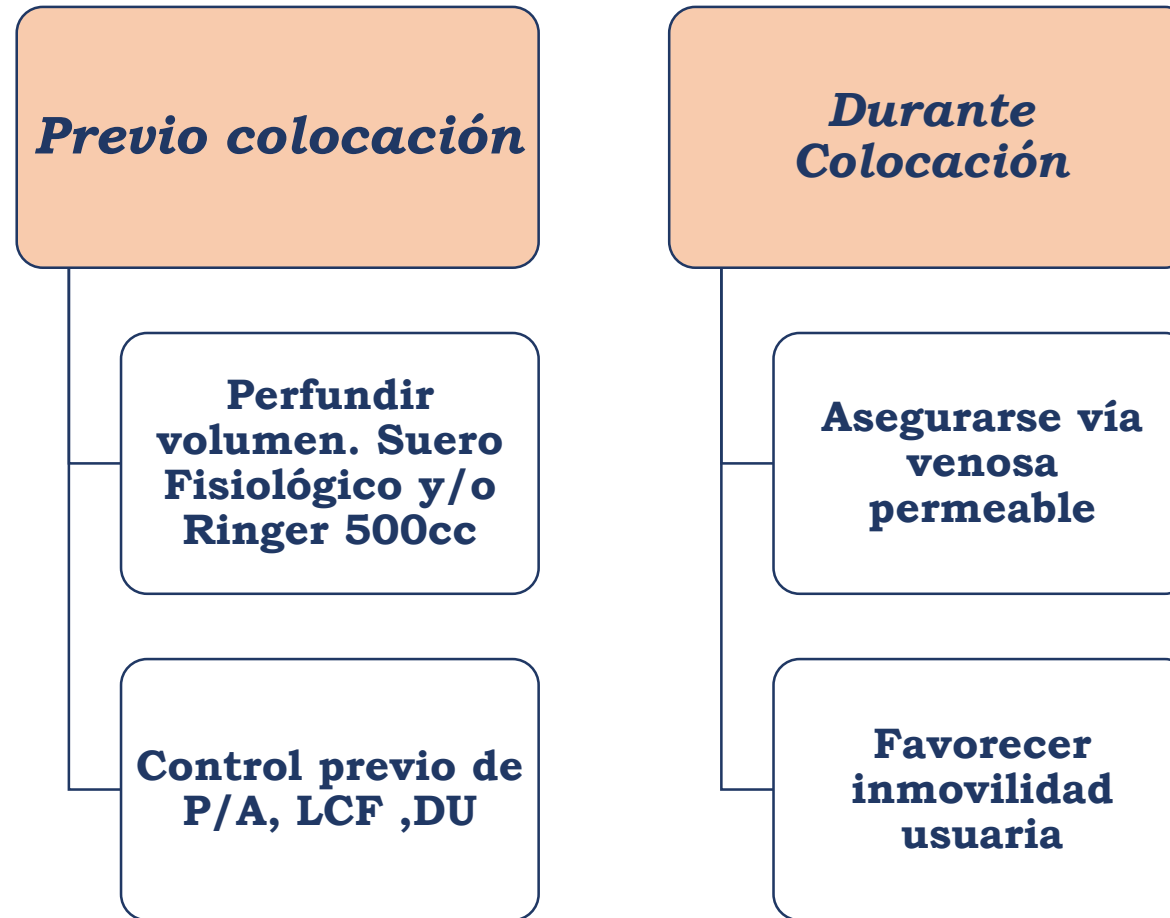 Previo colocación
Perfundir
volumen. Suero
Fisiológico y/o
Ringer 500cc
Control previo de
P/A, LCF ,DU
Durante
Colocación
Asegurarse vía
venosa
permeable
Favorecer
inmovilidad
usuaria